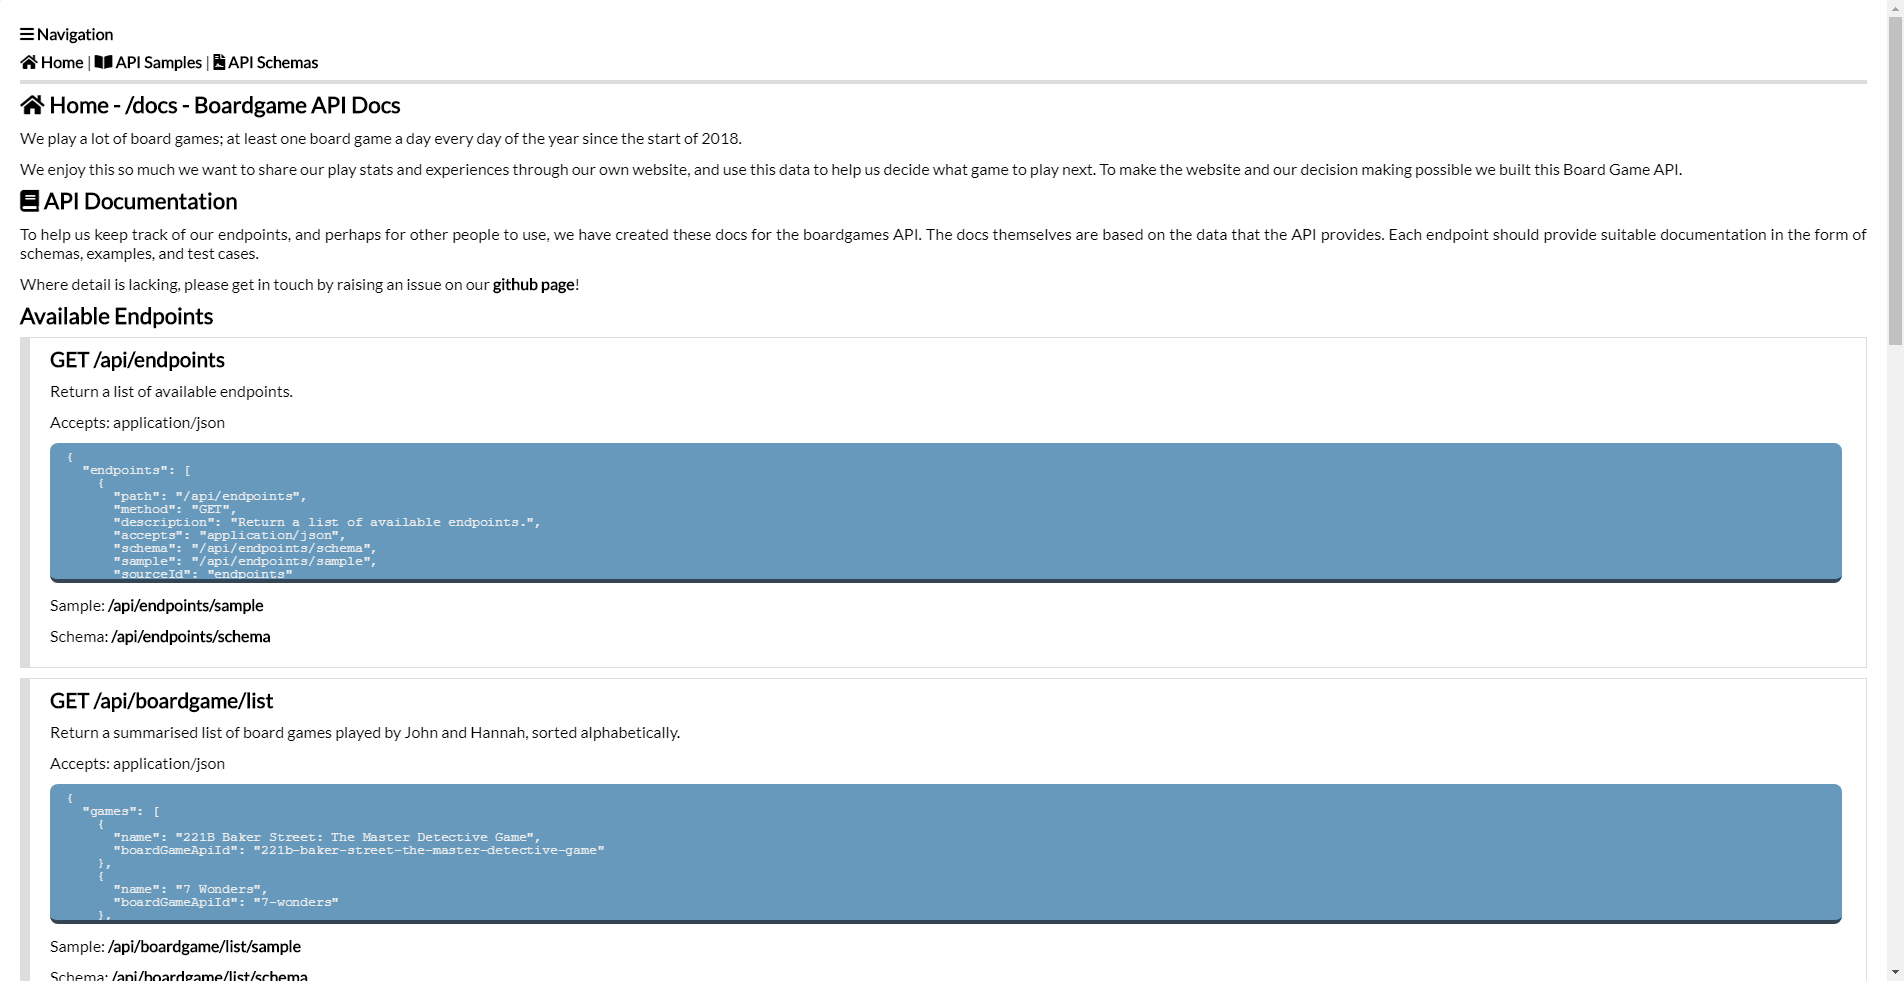 Navigation
Home | API Samples | API Schemas
Home - /docs - Boardgame API Docs
We play a lot of board games; at least one board game a day every day of the year since the start of 2018.
We enjoy this so much we want to share our play stats and experiences through our own website, and use this data to help us decide what game to play next. To make the website and our decision making possible we built this Board Game API.
API Documentation
To help us keep track of our endpoints, and perhaps for other people to use, we have created these docs for the boardgames API. The docs themselves are based on the data that the API provides. Each endpoint should provide suitable documentation in the form of
schemas, examples, and test cases.
Where detail is lacking, please get in touch by raising an issue on our github page!
Available Endpoints
GET /api/endpoints
Return a list of available endpoints.
Accepts: application/json
{
"endpoints": [
{
"path": "/api/endpoints",
"method": "GET",
"description": "Return a list of available endpoints.",
"accepts": "application/json",
"schema": "/api/endpoints/schema",
"sample": "/api/endpoints/sample",
"sourceId": "endpoints"
Sample: /api/endpoints/sample
Schema: /api/endpoints/schema
GET /api/boardgame/list
Return a summarised list of board games played by John and Hannah, sorted alphabetically.
Accepts: application/json
{
"games": [
{
"name": "221B Baker Street: The Master Detective Game",
"boardGameApiId": "221b-baker-street-the-master-detective-game"
},
{
"name": "7 Wonders",
"boardGameApiId": "7-wonders"
},
Sample: /api/boardgame/list/sample
Schema: /api/boardgame/list/schema